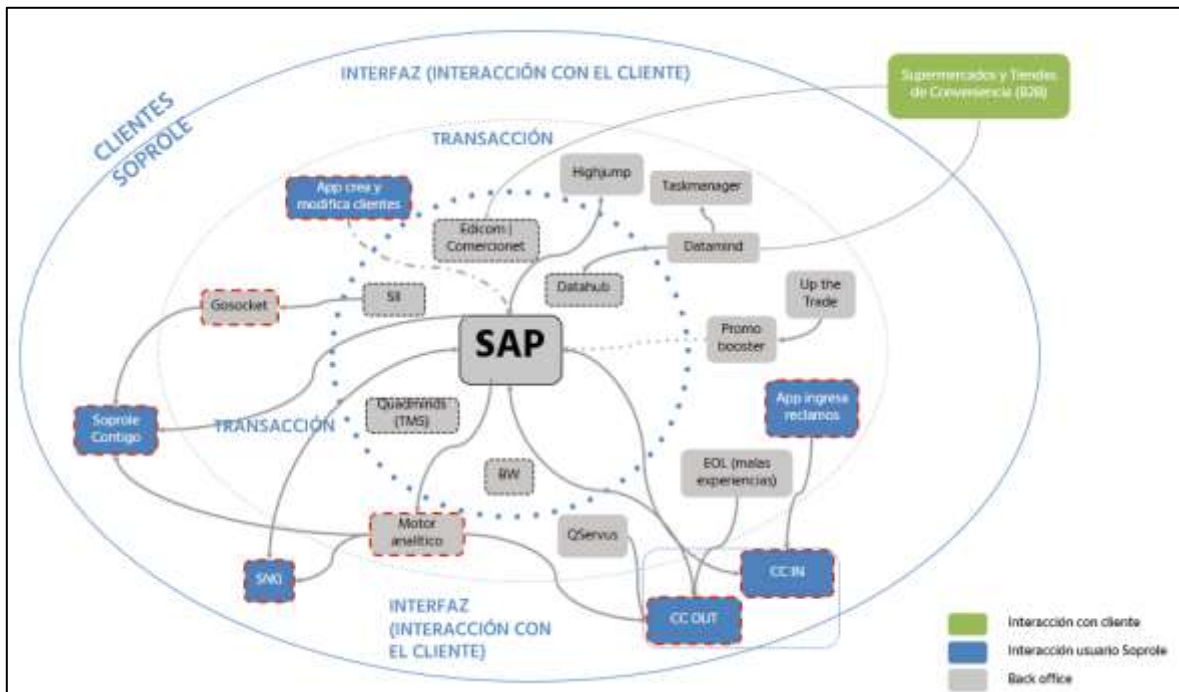 INTERFAZ (INTERACCIÓN CON EL CLIENTE)
Supermercados y Tiendas
de Conveniencia (B2B)
CLIENTES
SOPROLE
TRANSACCIÓN
App crea y
modifica clientes
Highjump
Taskmanager
Edicom |
Comercionet
Datamind
Datahub
Gosocket
SII
Up the
Trade
SAP
Promo
booster
Soprole
Contigo
TRANSACCIÓN
Quadminds
(TMS)
App ingresa
reclamos
BW
EOL (malas
experiencias)
Motor
analítico
QServus
CC IN
CC OUT
INTERFAZ
(INTERACCIÓN CON
EL CLIENTE)
Interacción con cliente
Interacción usuario Soprole
Back office